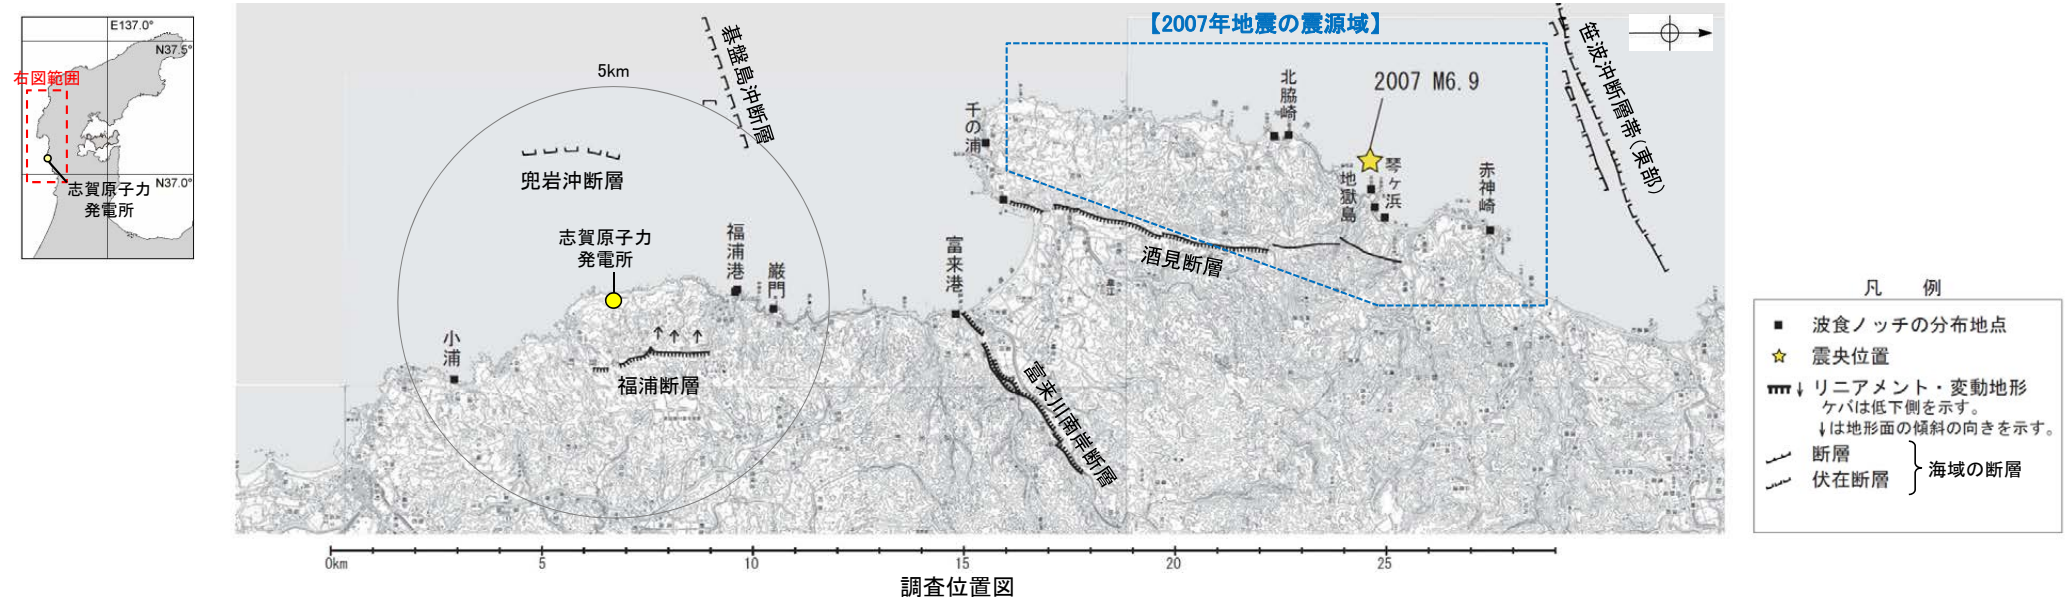 E137.0°
N37.5°
右図範囲
N37.0°
志賀原子力
発電所
【2007年地震の震源域】
碁盤島沖断層
笹波沖断層帯(東部)
5km
兜岩沖断層
志賀原子力
発電所
福浦港
巌門
小浦
福浦断層
富来港
富来川南岸断層
千の浦
酒見断層
北脇崎
2007 M6.9
琴ヶ浜
地獄島
赤神崎
0km
5
10
15
20
25
調査位置図
凡 例
波食ノッチの分布地点
震央位置
リニアメント・変動地形
ケバは低下側を示す。
↓は地形面の傾斜の向きを示す。
断層
伏在断層
海域の断層